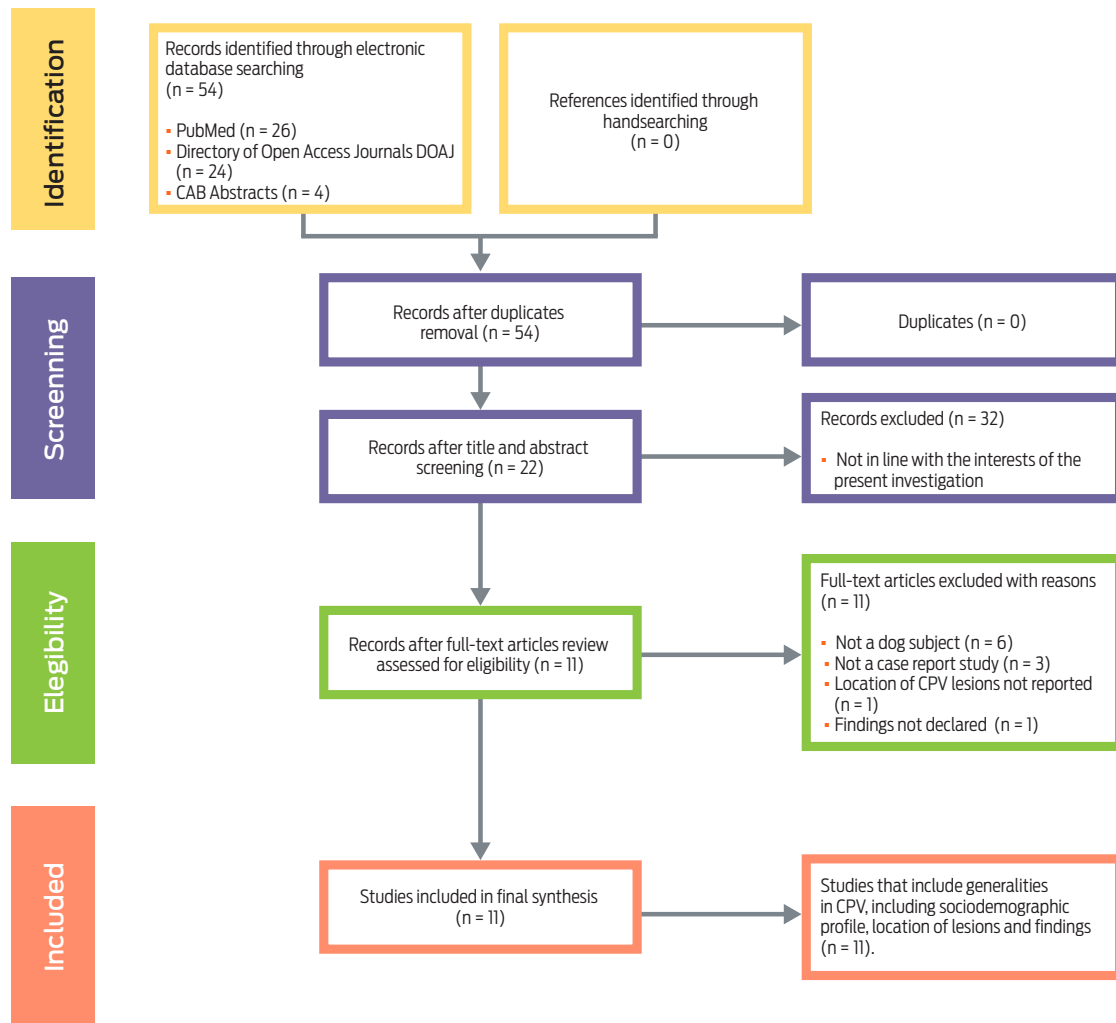 Identification
Records identified through electronic
database searching
(n = 54)
▪ PubMed (n = 26)
▪ Directory of Open Access Journals DOAJ
(n = 24)
▪ CAB Abstracts (n = 4)
References identified through
handsearching
(n = 0)
Screenning
Records after duplicates
removal (n = 54)
Duplicates (n = 0)
Records after title and abstract
screening (n = 22)
Records excluded (n = 32)
▪ Not in line with the interests of the
present investigation
Elegibility
Records after full-text articles review
assessed for eligibility (n = 11)
Full-text articles excluded with reasons
(n = 11)
▪ Not a dog subject (n = 6)
▪ Not a case report study (n = 3)
▪ Location of CPV lesions not reported
(n = 1)
▪ Findings not declared (n = 1)
Included
Studies included in final synthesis
(n = 11)
Studies that include generalities
in CPV, including sociodemographic
profile, location of lesions and findings
(n = 11).